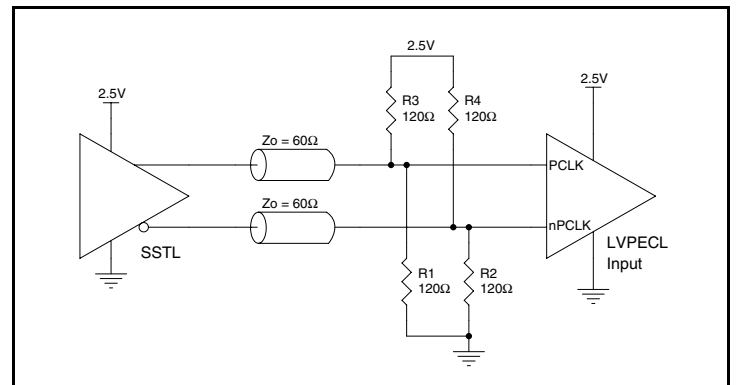 2.5V
2.5V
2.5V
R3
120Ω
R4
120Ω
Zo = 60Ω
PCLK
Zo = 60Ω
nPCLK
SSTL
LVPECL
Input
R1
120Ω
R2
120Ω